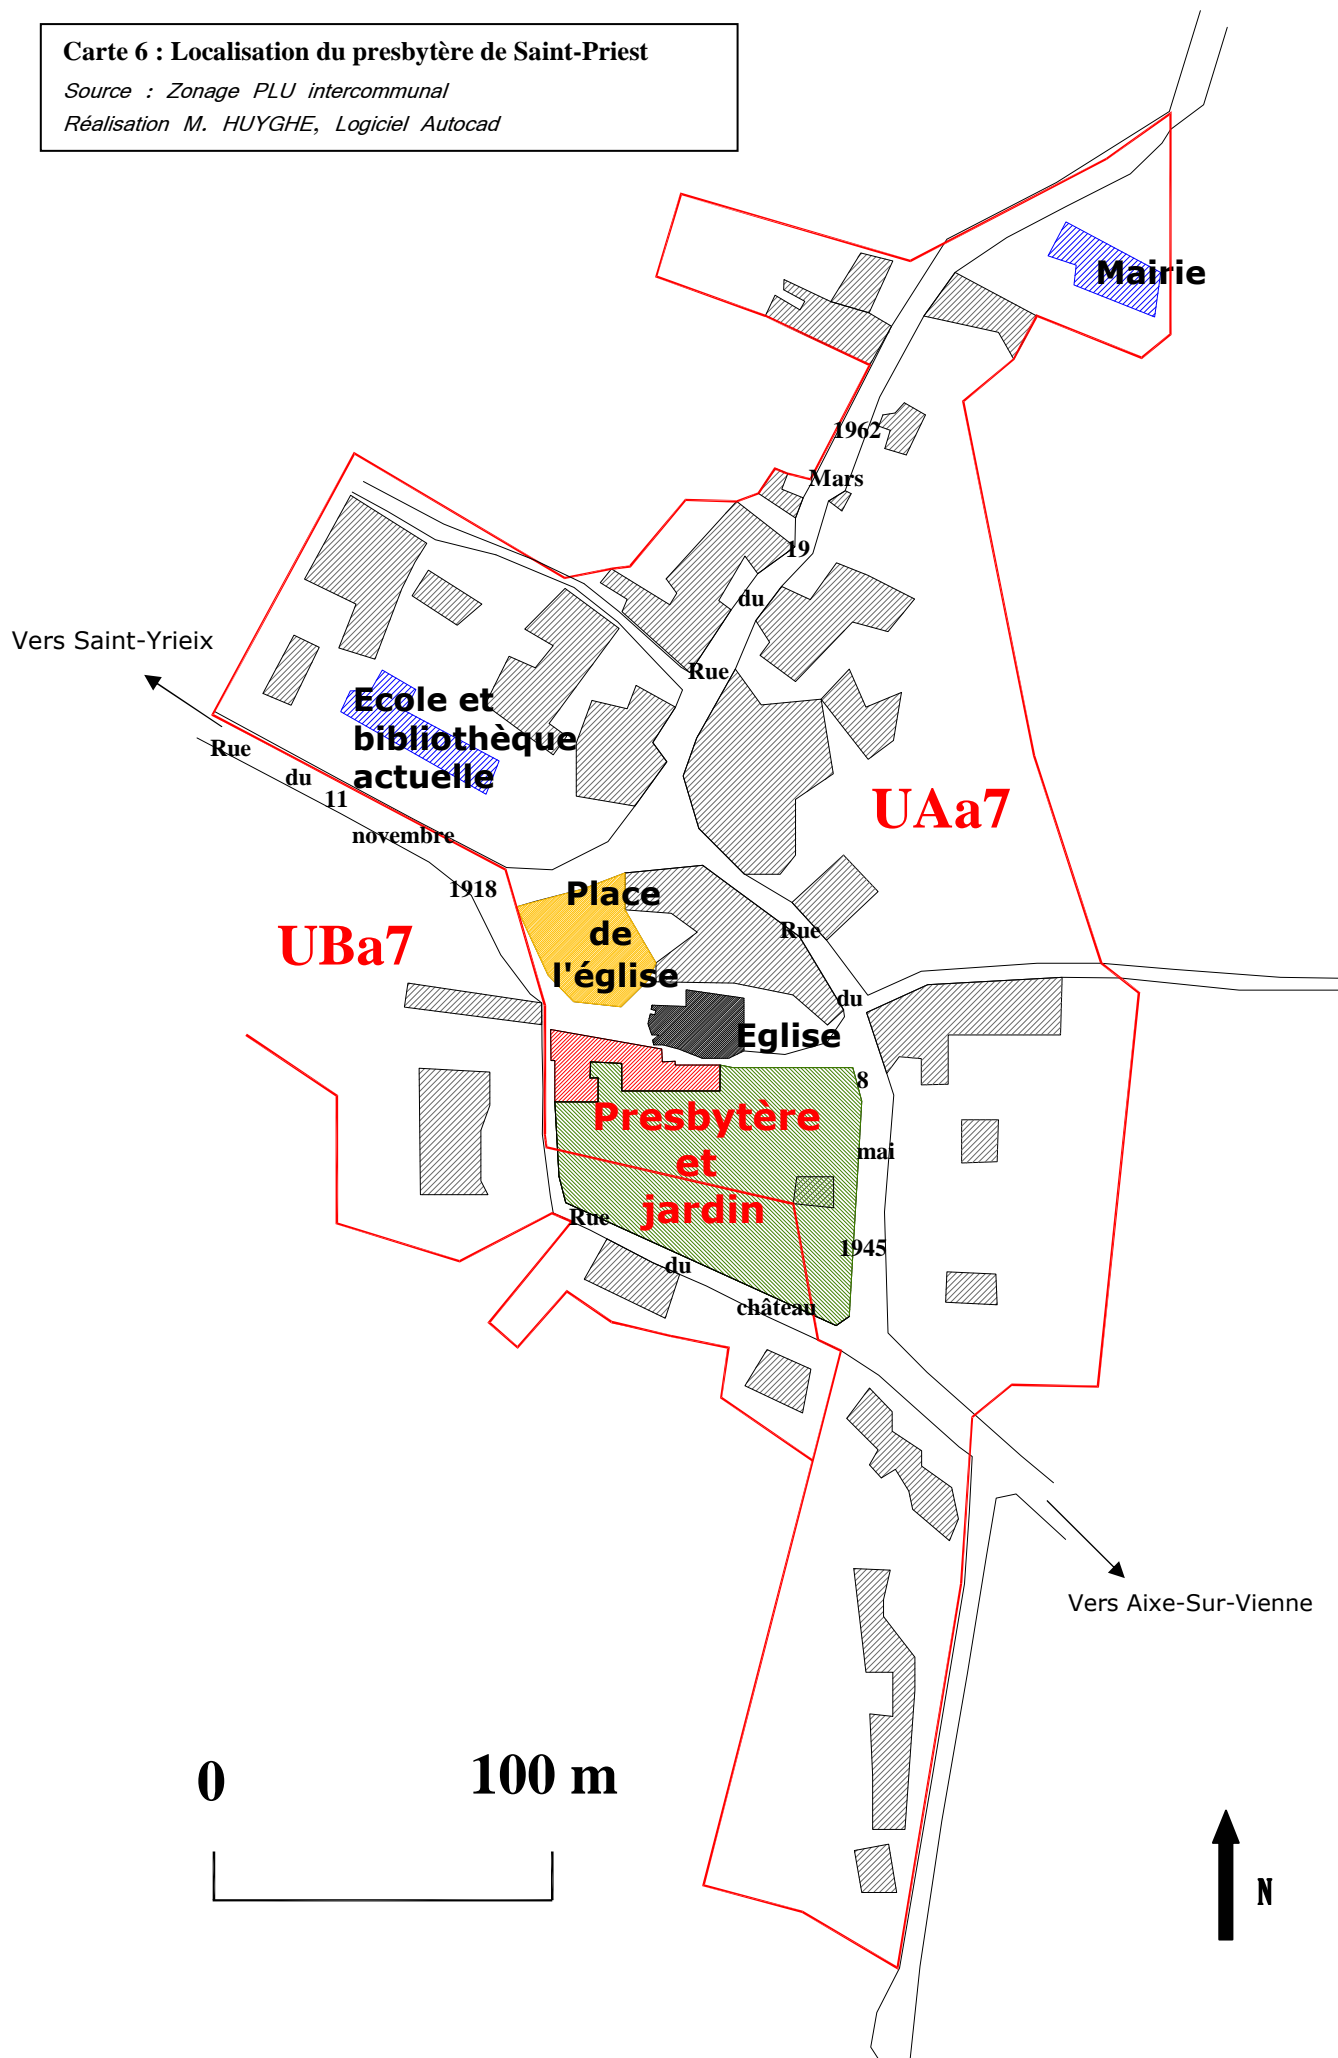 Carte 6 : Localisation du presbytère de Saint-Priest
Source : Zonage PLU intercommunal
Réalisation M. HUYGHE, Logiciel Autocad
Mairie
1962
Mars
19
du
Rue
Vers Saint-Yrieix
Ecole et
bibliothèque
actuelle
Rue
du
11
novembre
1918
UAa7
UBa7
Place
de
l'église
Rue
du
8
mai
1945
Eglise
Presbytère
et
jardin
Rue
du
château
Vers Aixe-Sur-Vienne
0
100 m
N